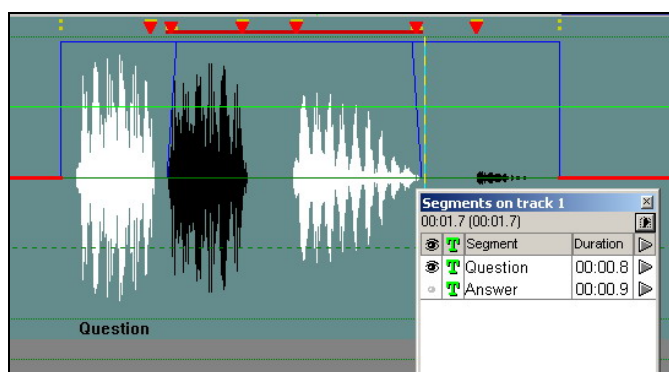 Segments on track 1
00:01.7 (00:01.7)
T Segment Duration
T Question 00:00.8
T Answer 00:00.9
Question